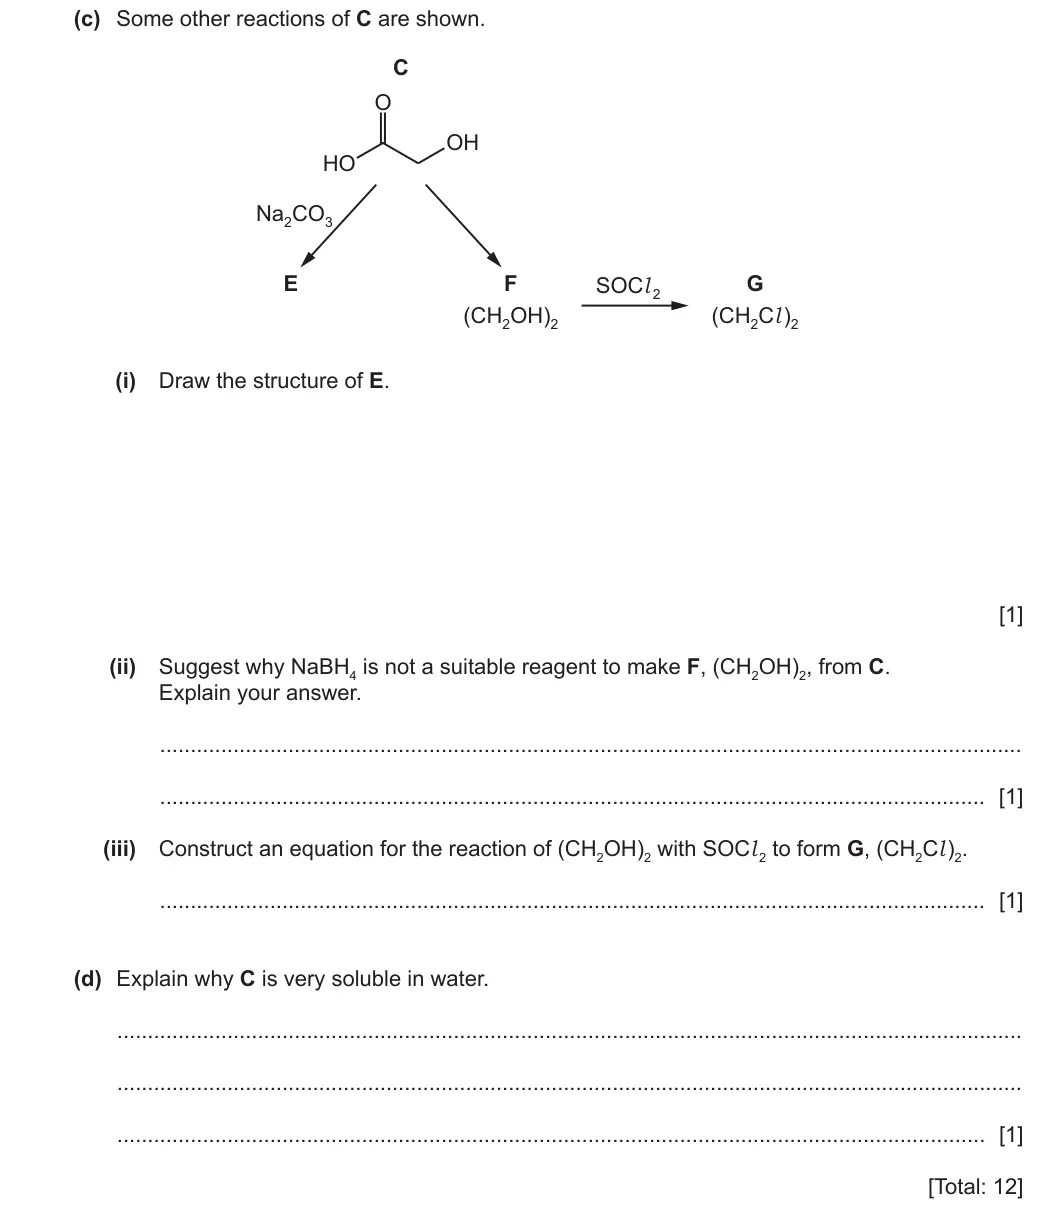 (c) Some other reactions of C are shown.
C
O
OH
HO
Na₂CO₃
E
F
SOCl₂
G
(CH₂OH)₂
(CH₂Cl)₂
(i) Draw the structure of E.
[1]
(ii) Suggest why NaBH₄ is not a suitable reagent to make F, (CH₂OH)₂, from C.
Explain your answer.
[1]
(iii) Construct an equation for the reaction of (CH₂OH)₂ with SOCl₂ to form G, (CH₂Cl)₂.
[1]
(d) Explain why C is very soluble in water.
[1]
[Total: 12]